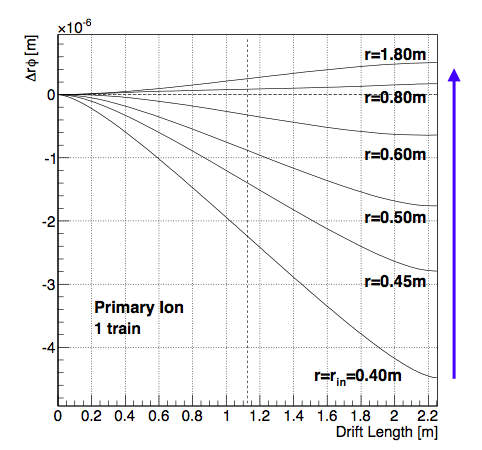 ×10⁻⁶
Δrφ [m]
r=1.80m
0
r=0.80m
r=0.60m
-1
r=0.50m
-2
r=0.45m
-3
Primary Ion
1 train
-4
r=r_in=0.40m
0 0.2 0.4 0.6 0.8 1 1.2 1.4 1.6 1.8 2 2.2
Drift Length [m]